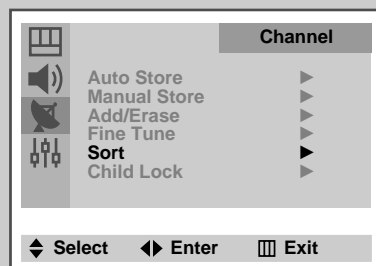 Channel
Auto Store
Manual Store
Add/Erase
Fine Tune
Sort
Child Lock
Select Enter Exit